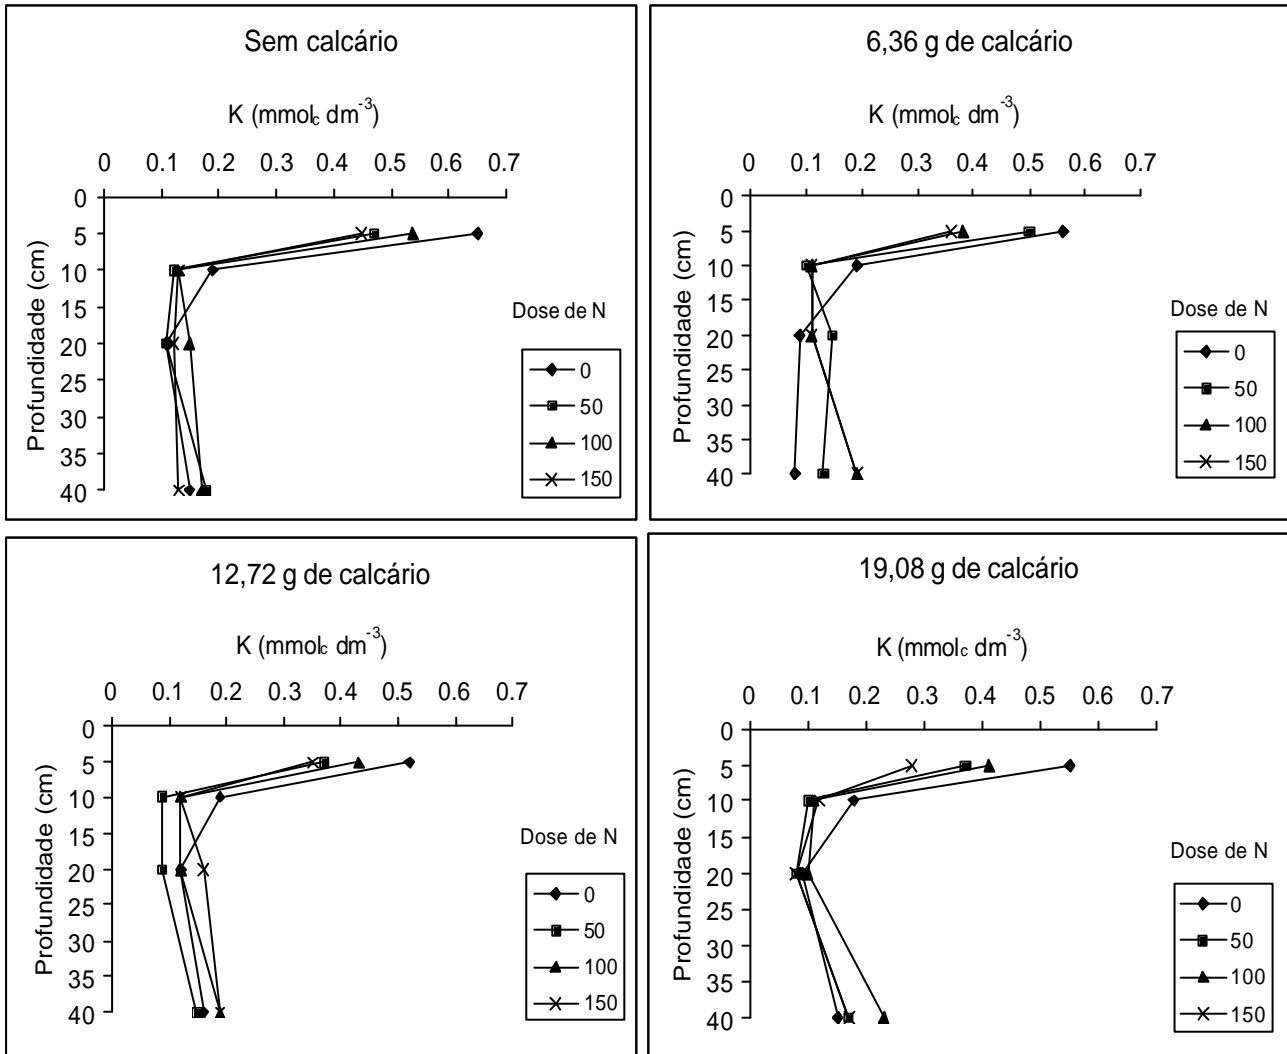 Sem calcário
K (mmolc dm-3)
0 0.1 0.2 0.3 0.4 0.5 0.6 0.7
Profundidade (cm)
0
5
10
15
20
25
30
35
40
Dose de N
0
50
100
150
6,36 g de calcário
K (mmolc dm-3)
0 0.1 0.2 0.3 0.4 0.5 0.6 0.7
Profundidade (cm)
0
5
10
15
20
25
30
35
40
Dose de N
0
50
100
150
12,72 g de calcário
K (mmolc dm-3)
0 0.1 0.2 0.3 0.4 0.5 0.6 0.7
Profundidade (cm)
0
5
10
15
20
25
30
35
40
Dose de N
0
50
100
150
19,08 g de calcário
K (mmolc dm-3)
0 0.1 0.2 0.3 0.4 0.5 0.6 0.7
Profundidade (cm)
0
5
10
15
20
25
30
35
40
Dose de N
0
50
100
150